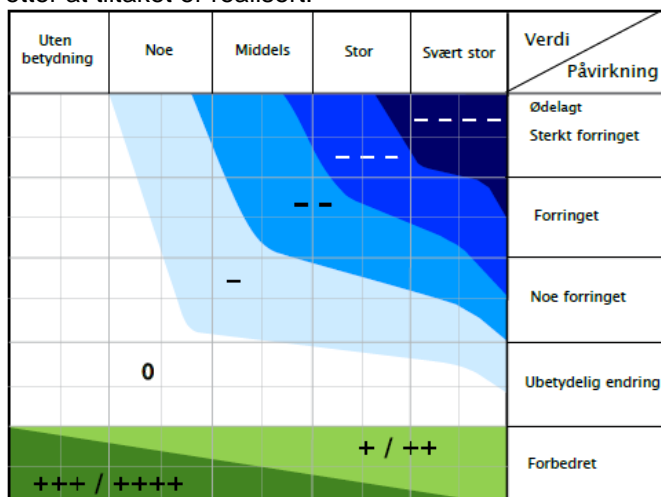 etter at tiltaket er realisert.
Uten
betydning
Noe
Middels
Stor
Svært stor
Verdi
Påvirkning
Ødelagt
Sterkt forringet
Forringet
Noe forringet
Ubetydelig endring
Forbedret
– – – –
– – –
– –
–
0
+ / ++
+++ / ++++